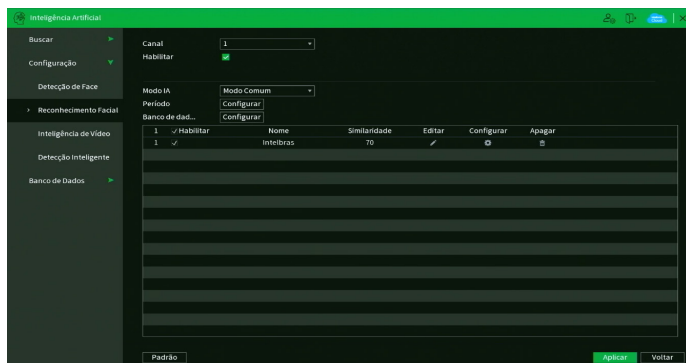 Inteligência Artificial
Buscar
Configuração
Detecção de Face
Reconhecimento Facial
Inteligência de Vídeo
Detecção Inteligente
Banco de Dados
Canal 1
Habilitar
Modo IA Modo Comum
Período Configurar
Banco de dad... Configurar
1 Habilitar Nome Similaridade Editar Configurar Apagar
1 Intelbras 70
Padrão Aplicar Voltar